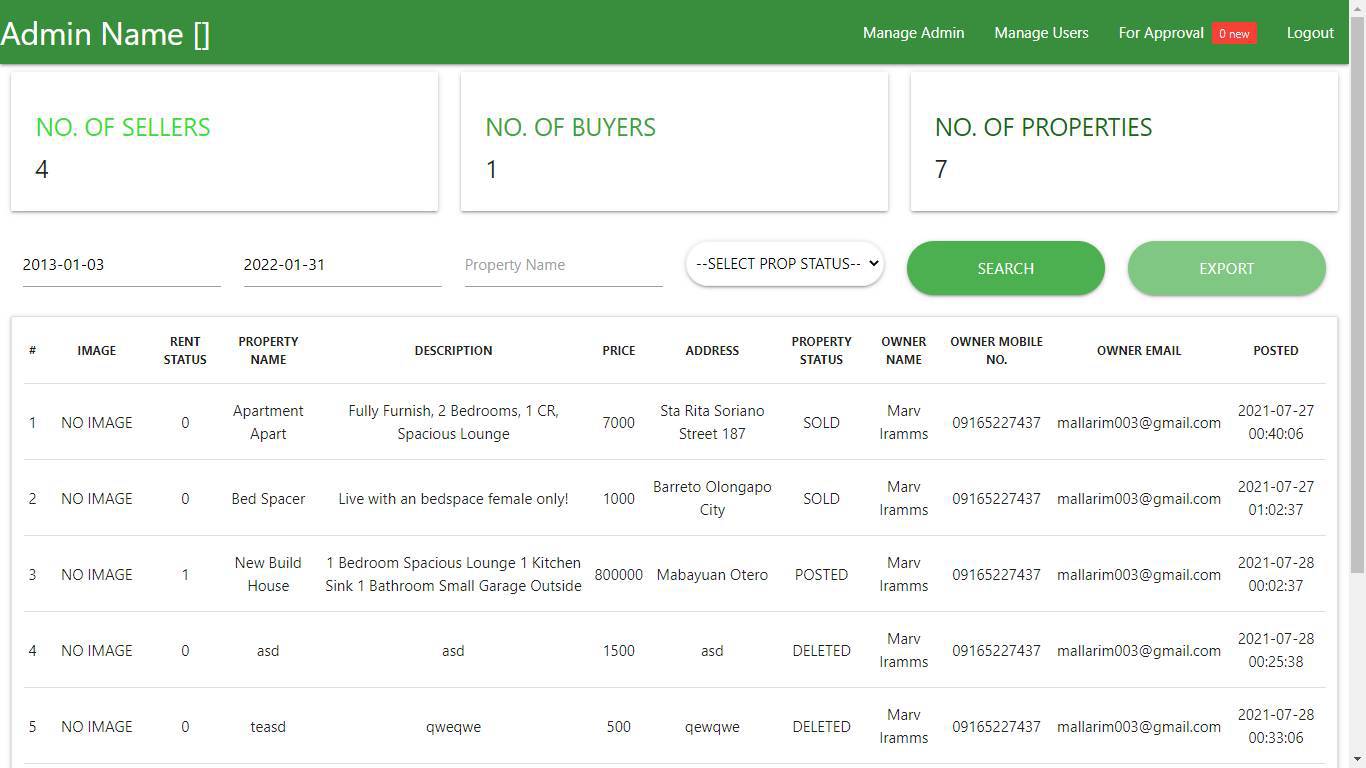 Admin Name [] Manage Admin Manage Users For Approval 0 new Logout
NO. OF SELLERS NO. OF BUYERS NO. OF PROPERTIES
4 1 7
2013-01-03 2022-01-31 Property Name --SELECT PROP STATUS-- SEARCH EXPORT
# IMAGE RENT STATUS PROPERTY NAME DESCRIPTION PRICE ADDRESS PROPERTY STATUS OWNER NAME OWNER MOBILE NO. OWNER EMAIL POSTED
1 NO IMAGE 0 Apartment Apart Fully Furnish, 2 Bedrooms, 1 CR, Spacious Lounge 7000 Sta Rita Soriano Street 187 SOLD Marv Iramms 09165227437 mallarim003@gmail.com 2021-07-27 00:40:06
2 NO IMAGE 0 Bed Spacer Live with an bedspace female only! 1000 Barreto Olongapo City SOLD Marv Iramms 09165227437 mallarim003@gmail.com 2021-07-27 01:02:37
3 NO IMAGE 1 New Build House 1 Bedroom Spacious Lounge 1 Kitchen Sink 1 Bathroom Small Garage Outside 800000 Mabayuan Otero POSTED Marv Iramms 09165227437 mallarim003@gmail.com 2021-07-28 00:02:37
4 NO IMAGE 0 asd asd 1500 asd DELETED Marv Iramms 09165227437 mallarim003@gmail.com 2021-07-28 00:25:38
5 NO IMAGE 0 teasd qweqwe 500 qewqwe DELETED Marv Iramms 09165227437 mallarim003@gmail.com 2021-07-28 00:33:06